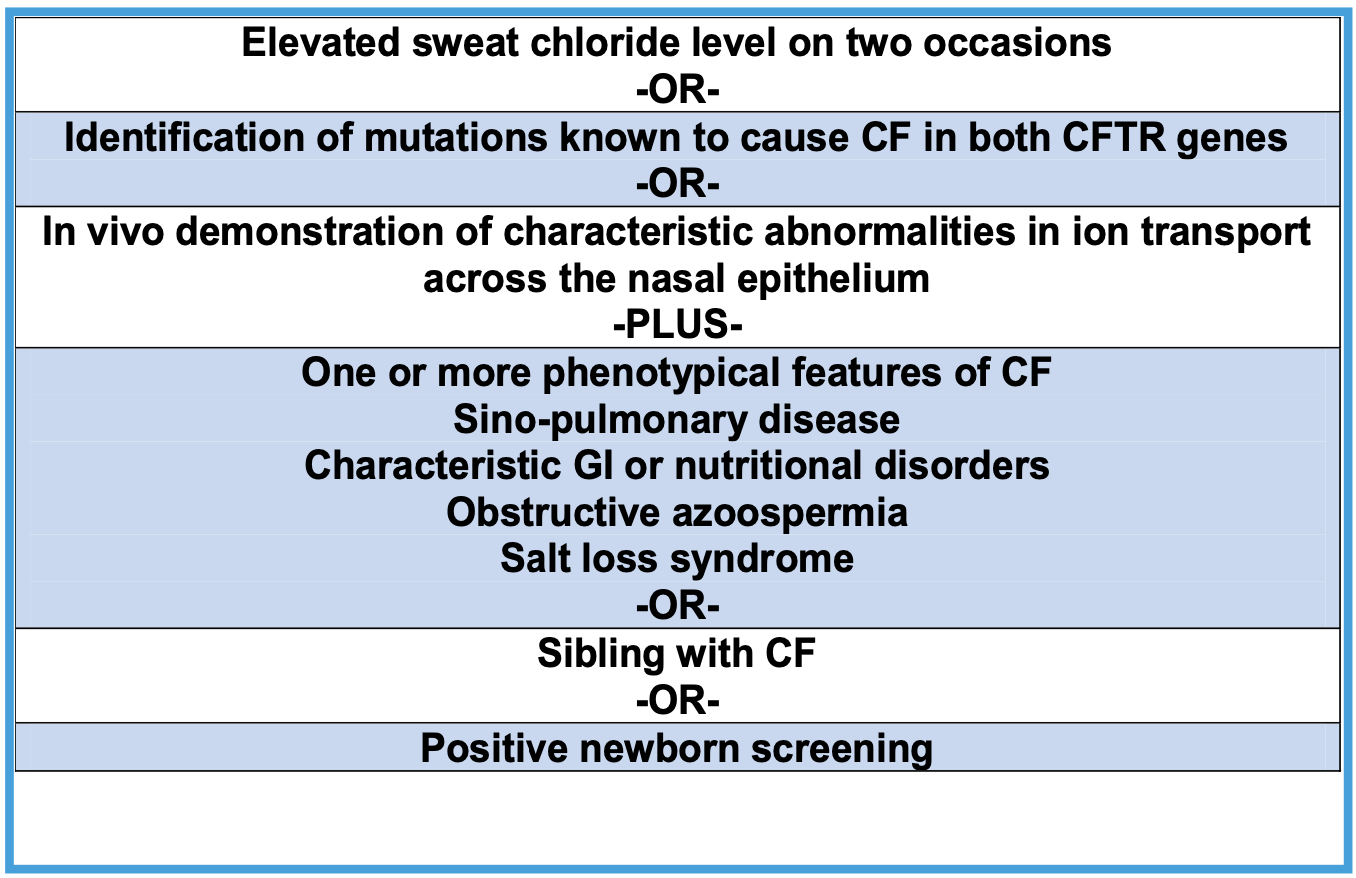 Elevated sweat chloride level on two occasions
-OR-
Identification of mutations known to cause CF in both CFTR genes
-OR-
In vivo demonstration of characteristic abnormalities in ion transport
across the nasal epithelium
-PLUS-
One or more phenotypical features of CF
Sino-pulmonary disease
Characteristic GI or nutritional disorders
Obstructive azoospermia
Salt loss syndrome
-OR-
Sibling with CF
-OR-
Positive newborn screening